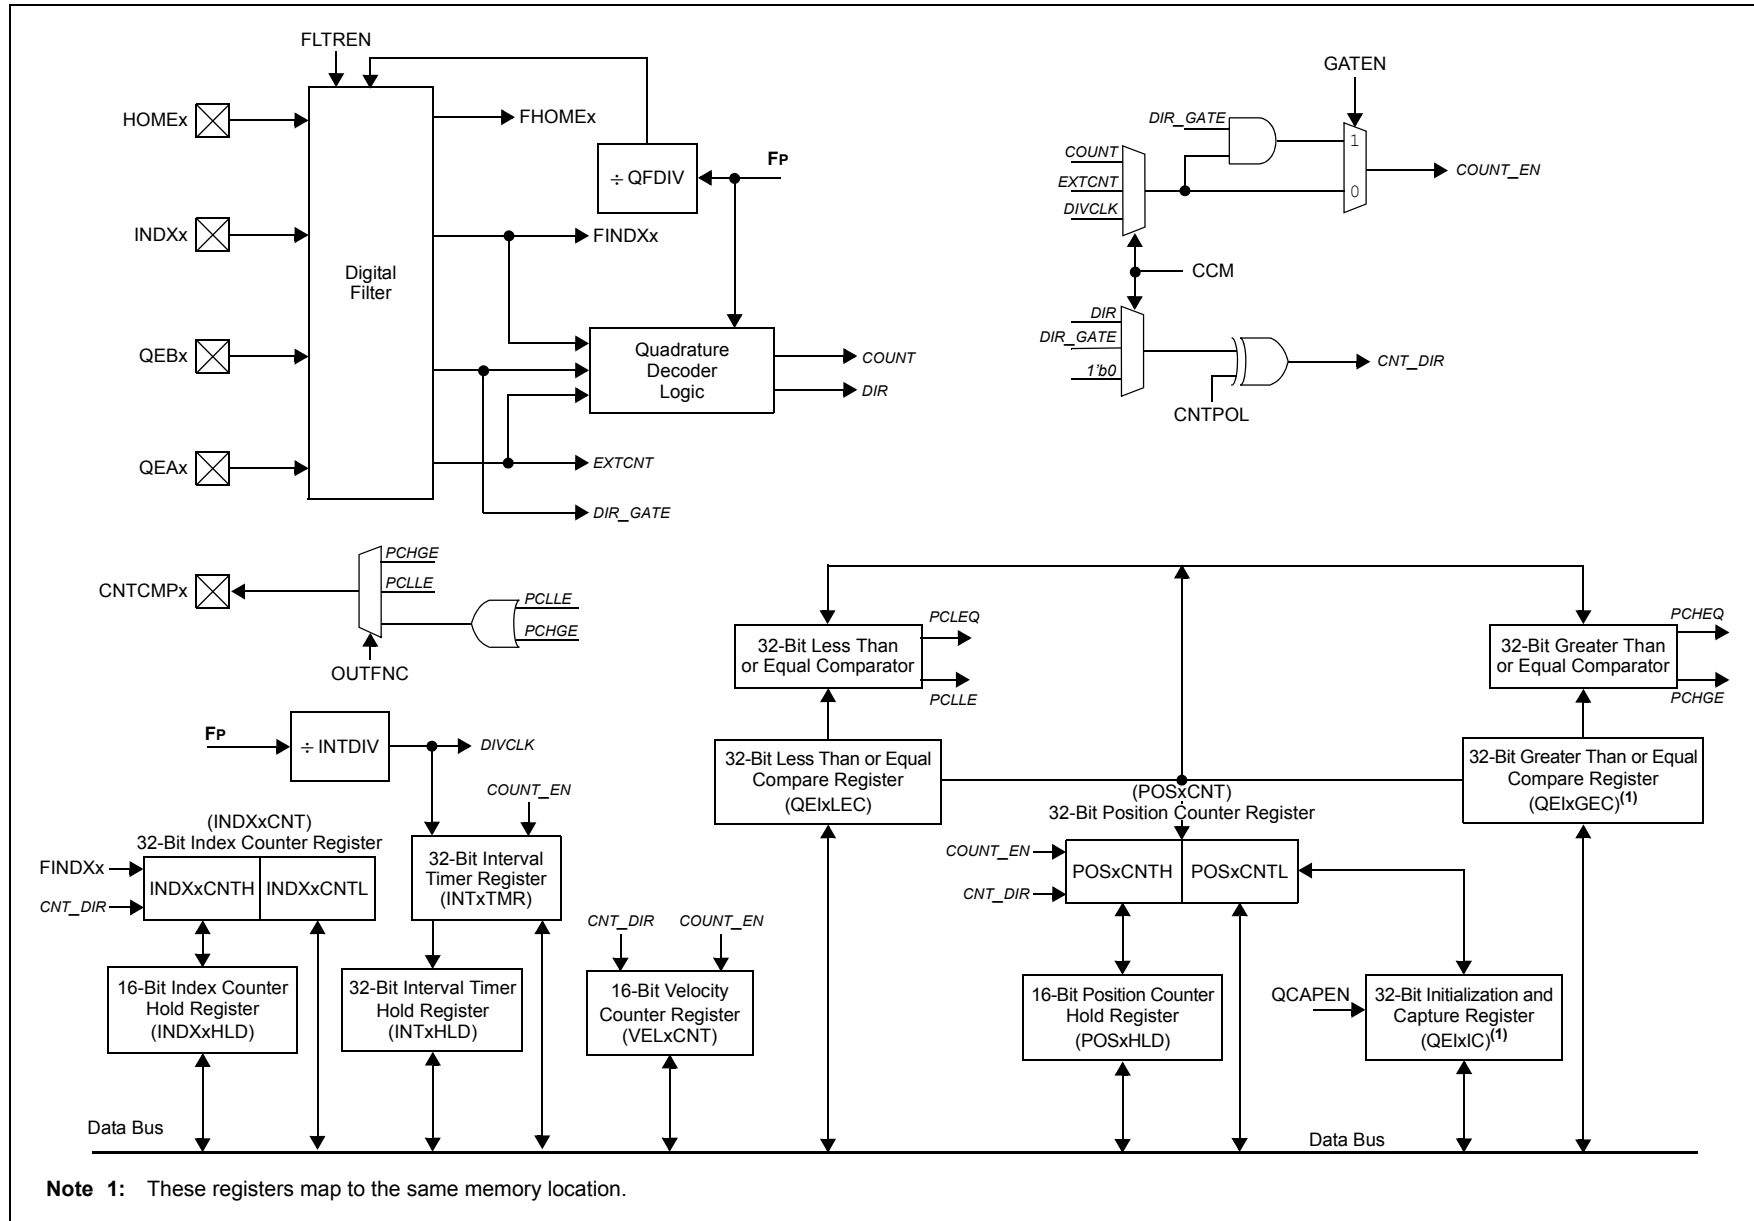 FLTREN
HOMEx
FHOMEx
÷ QFDIV
FP
INDXx
FINDXx
Digital
Filter
QEBx
Quadrature
Decoder
Logic
COUNT
DIR
QEAx
EXTCNT
DIR_GATE
GATEN
DIR_GATE
COUNT
EXTCNT
DIVCLK
1
0
COUNT_EN
CCM
DIR
DIR_GATE
1'b0
CNTPOL
CNT_DIR
CNTCMPx
PCHGE
PCLLE
PCLLE
PCHGE
OUTFNC
32-Bit Less Than
or Equal Comparator
PCLEQ
PCLLE
32-Bit Greater Than
or Equal Comparator
PCHEQ
PCHGE
FP
÷ INTDIV
DIVCLK
COUNT_EN
32-Bit Less Than or Equal
Compare Register
(QEIxLEC)
(POSxCNT)
32-Bit Position Counter Register
32-Bit Greater Than or Equal
Compare Register
(QEIxGEC)(1)
(INDXxCNT)
32-Bit Index Counter Register
FINDXx
CNT_DIR
INDXxCNTH
INDXxCNTL
32-Bit Interval
Timer Register
(INTxTMR)
COUNT_EN
CNT_DIR
POSxCNTH
POSxCNTL
CNT_DIR
COUNT_EN
16-Bit Index Counter
Hold Register
(INDXxHLD)
32-Bit Interval Timer
Hold Register
(INTxHLD)
16-Bit Velocity
Counter Register
(VELxCNT)
16-Bit Position Counter
Hold Register
(POSxHLD)
QCAPEN
32-Bit Initialization and
Capture Register
(QEIxIC)(1)
Data Bus
Data Bus
Note 1: These registers map to the same memory location.